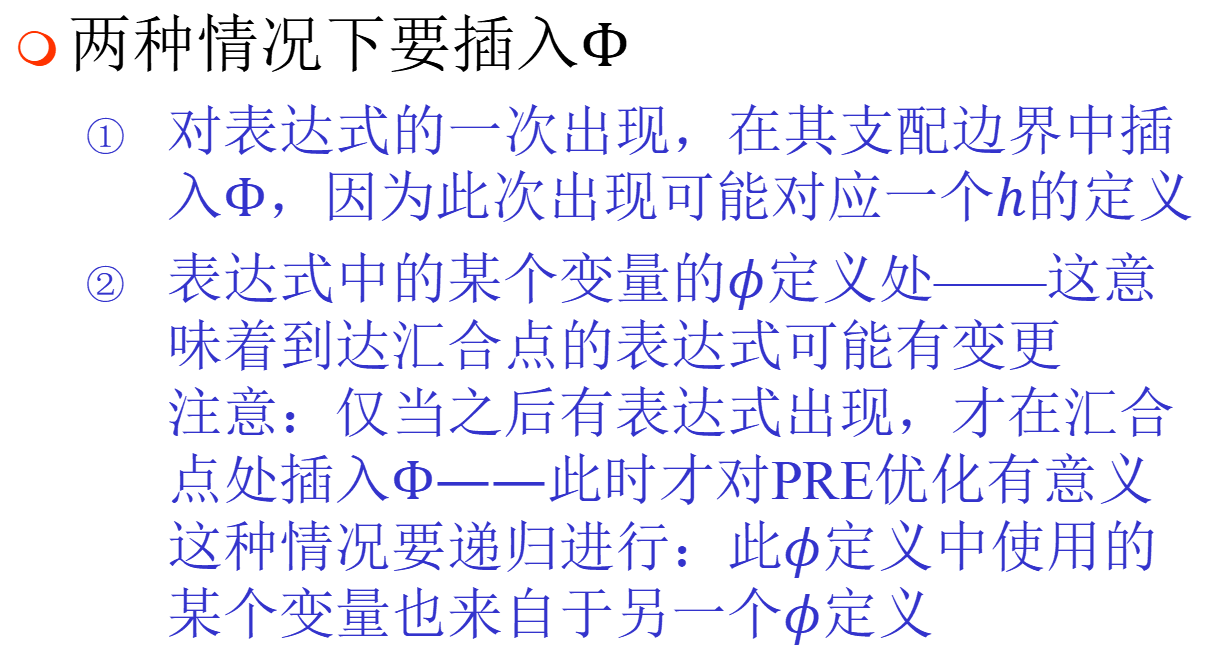 两种情况下要插入Φ
① 对表达式的一次出现，在其支配边界中插
入Φ，因为此次出现可能对应一个h的定义
② 表达式中的某个变量的ϕ定义处——这意
味着到达汇合点的表达式可能有变更
注意：仅当之后有表达式出现，才在汇合
点处插入Φ——此时才对PRE优化有意义
这种情况要递归进行：此ϕ定义中使用的
某个变量也来自于另一个ϕ定义